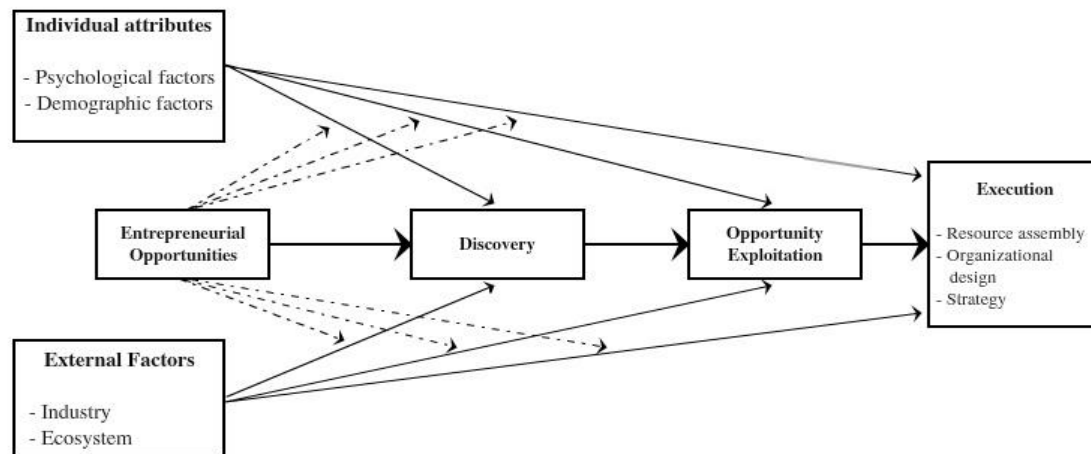 Individual attributes
- Psychological factors
- Demographic factors
Entrepreneurial
Opportunities
Discovery
Opportunity
Exploitation
Execution
- Resource assembly
- Organizational
design
- Strategy
External Factors
- Industry
- Ecosystem